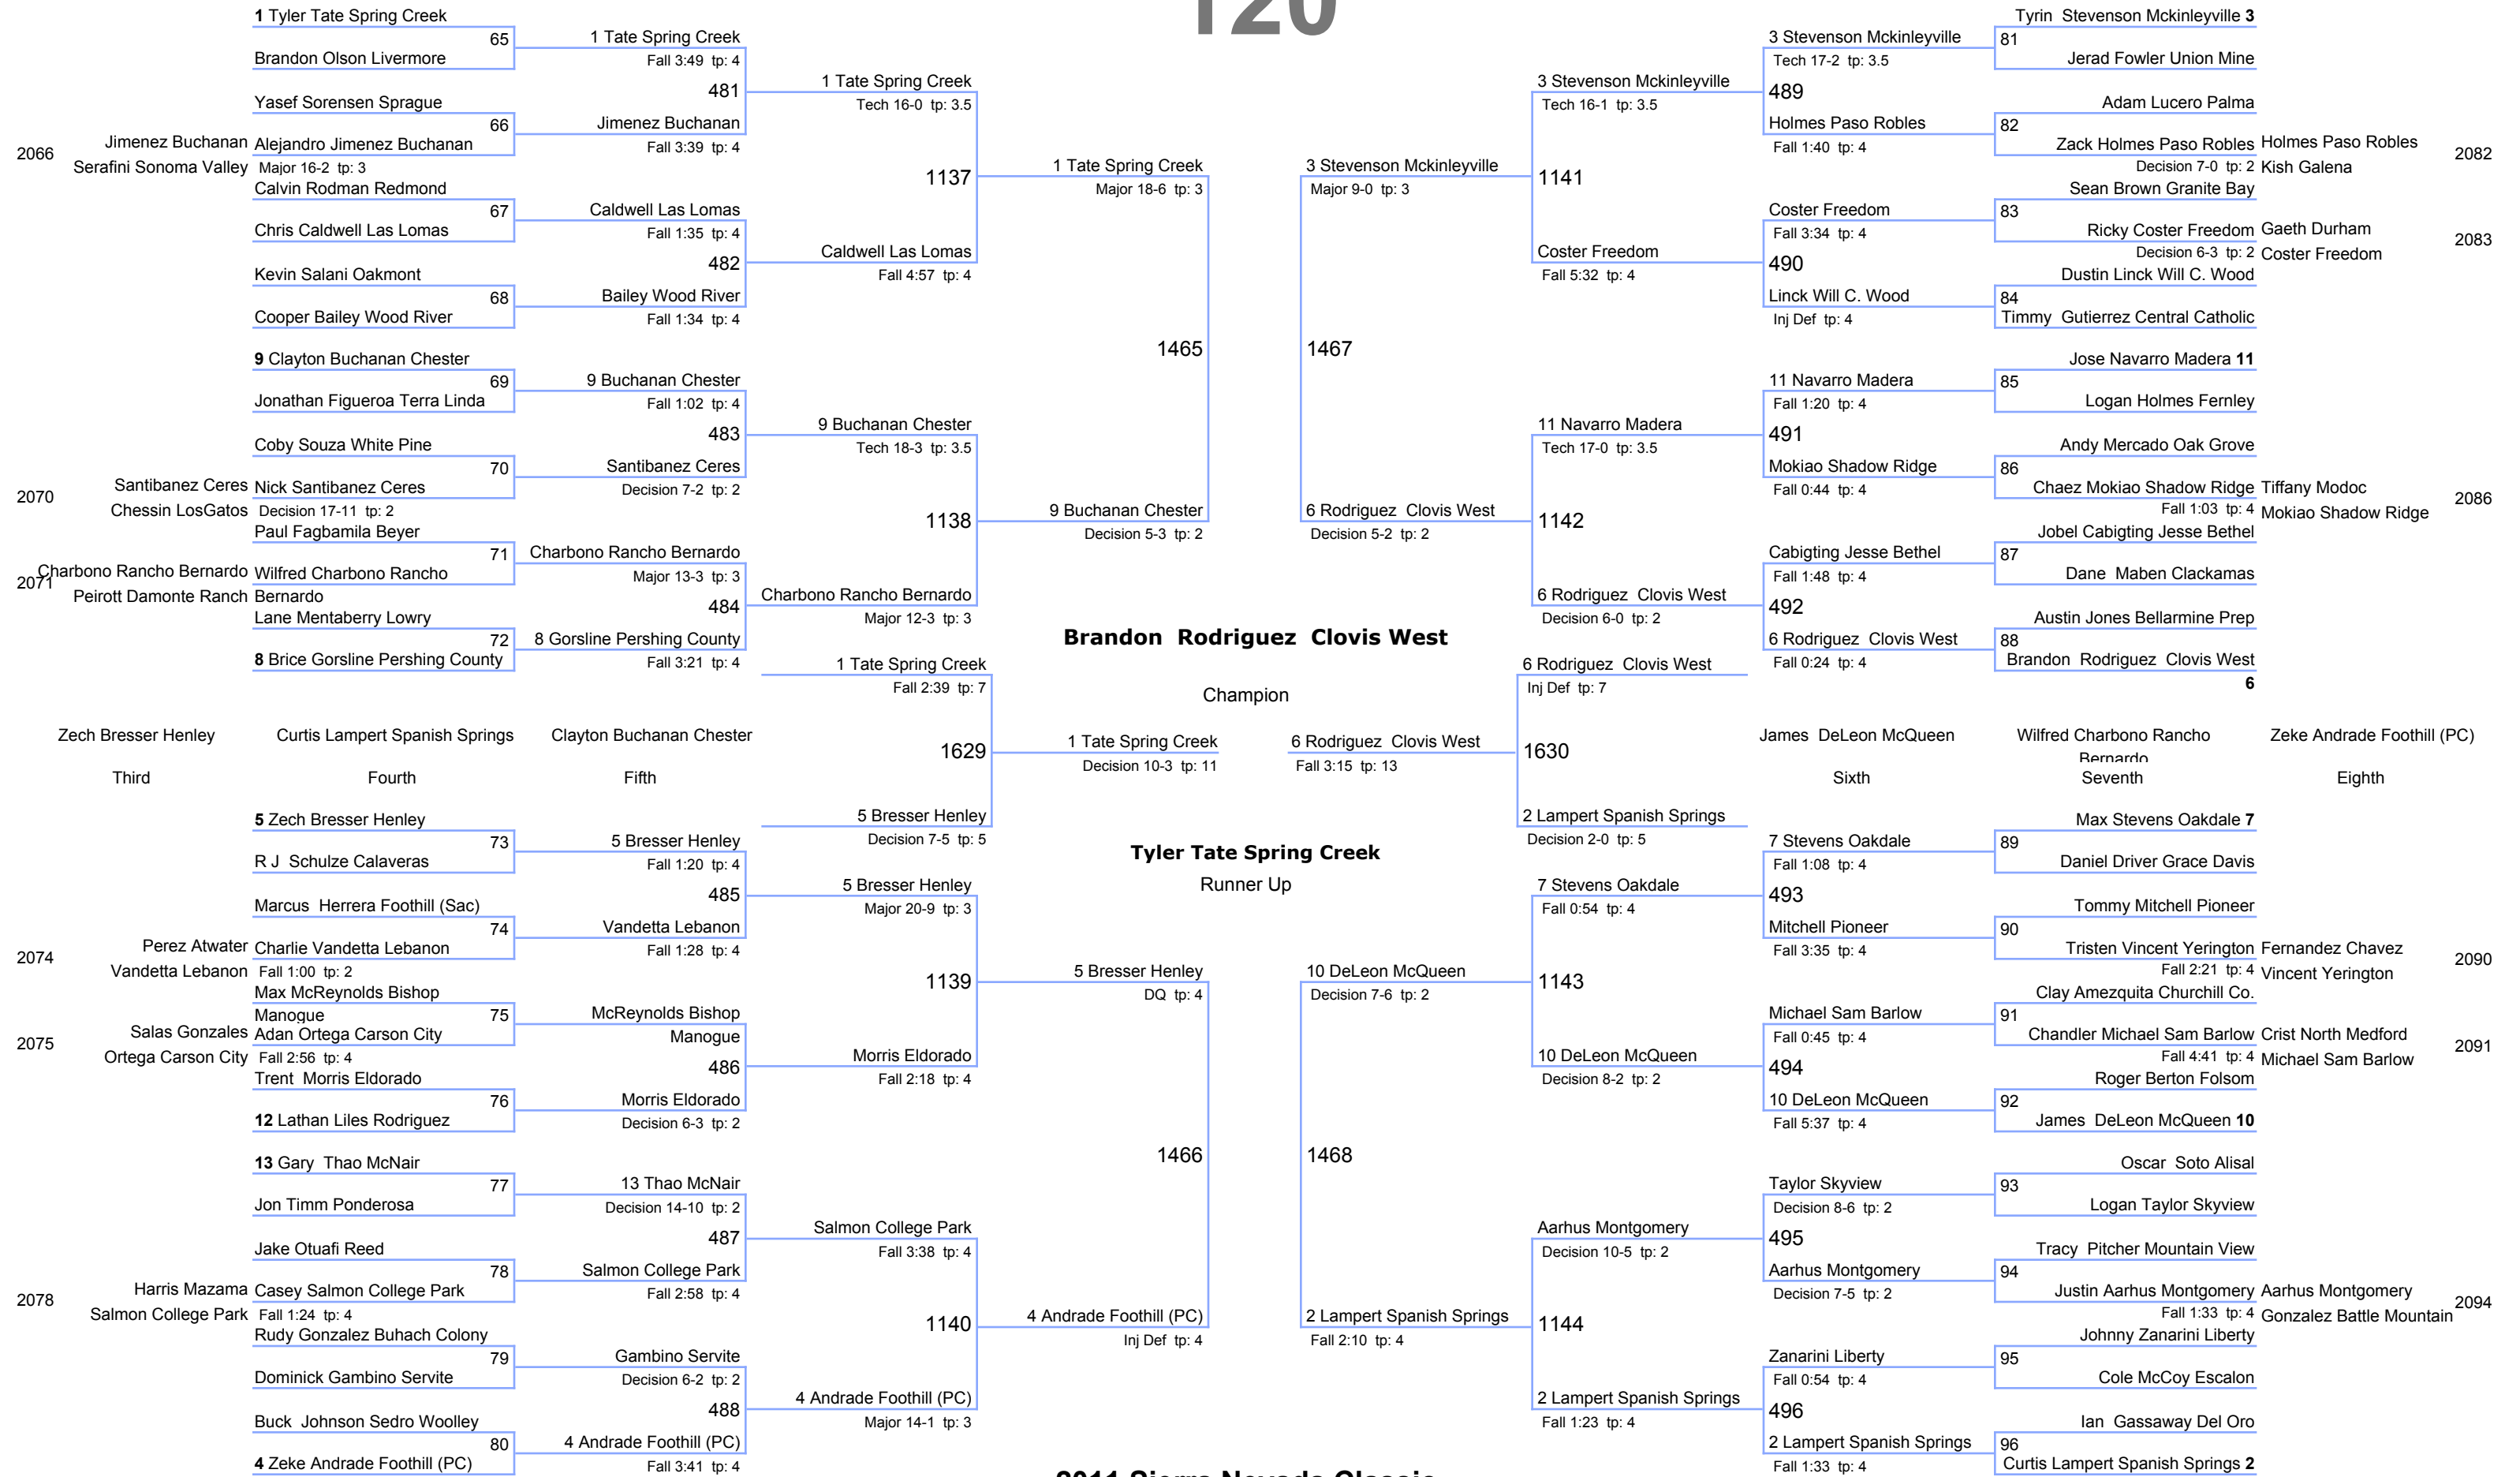 120
1 Tyler Tate Spring Creek
65
Brandon Olson Livermore
1 Tate Spring Creek
Fall 3:49 tp: 4
481
Yasef Sorensen Sprague
66
Alejandro Jimenez Buchanan
2066
Jimenez Buchanan
Serafini Sonoma Valley
Major 16-2 tp: 3
Jimenez Buchanan
Fall 3:39 tp: 4
1 Tate Spring Creek
Tech 16-0 tp: 3.5
1137
Calvin Rodman Redmond
67
Chris Caldwell Las Lomas
Caldwell Las Lomas
Fall 1:35 tp: 4
482
Kevin Salani Oakmont
68
Cooper Bailey Wood River
Bailey Wood River
Fall 1:34 tp: 4
Caldwell Las Lomas
Fall 4:57 tp: 4
1 Tate Spring Creek
Major 18-6 tp: 3
1465
9 Clayton Buchanan Chester
69
Jonathan Figueroa Terra Linda
9 Buchanan Chester
Fall 1:02 tp: 4
483
Coby Souza White Pine
70
Nick Santibanez Ceres
2070
Santibanez Ceres
Chessin LosGatos
Decision 17-11 tp: 2
Santibanez Ceres
Decision 7-2 tp: 2
9 Buchanan Chester
Tech 18-3 tp: 3.5
1138
Paul Fagbamila Beyer
71
Wilfred Charbono Rancho
Bernardo
2071
Charbono Rancho Bernardo
Peirott Damonte Ranch
Charbono Rancho Bernardo
Major 13-3 tp: 3
484
Lane Mentaberry Lowry
72
8 Brice Gorsline Pershing County
8 Gorsline Pershing County
Fall 3:21 tp: 4
Charbono Rancho Bernardo
Major 12-3 tp: 3
9 Buchanan Chester
Decision 5-3 tp: 2
Tyrin Stevenson Mckinleyville 3
81
Jerad Fowler Union Mine
3 Stevenson Mckinleyville
Tech 17-2 tp: 3.5
489
Adam Lucero Palma
82
Zack Holmes Paso Robles
Holmes Paso Robles
2082
Decision 7-0 tp: 2
Kish Galena
Holmes Paso Robles
Fall 1:40 tp: 4
3 Stevenson Mckinleyville
Tech 16-1 tp: 3.5
1141
Sean Brown Granite Bay
83
Ricky Coster Freedom
Gaeth Durham
2083
Decision 6-3 tp: 2
Coster Freedom
Coster Freedom
Fall 3:34 tp: 4
490
Dustin Linck Will C. Wood
84
Timmy Gutierrez Central Catholic
Linck Will C. Wood
Inj Def tp: 4
Coster Freedom
Fall 5:32 tp: 4
3 Stevenson Mckinleyville
Major 9-0 tp: 3
1467
Jose Navarro Madera 11
85
Logan Holmes Fernley
11 Navarro Madera
Fall 1:20 tp: 4
491
Andy Mercado Oak Grove
86
Chaez Mokiao Shadow Ridge
Tiffany Modoc
2086
Fall 1:03 tp: 4
Mokiao Shadow Ridge
Mokiao Shadow Ridge
Fall 0:44 tp: 4
11 Navarro Madera
Tech 17-0 tp: 3.5
1142
Jobel Cabigting Jesse Bethel
87
Dane Maben Clackamas
Cabigting Jesse Bethel
Fall 1:48 tp: 4
492
Austin Jones Bellarmine Prep
88
Brandon Rodriguez Clovis West
6
6 Rodriguez Clovis West
Fall 0:24 tp: 4
6 Rodriguez Clovis West
Decision 6-0 tp: 2
6 Rodriguez Clovis West
Decision 5-2 tp: 2
Brandon Rodriguez Clovis West
Champion
1 Tate Spring Creek
Fall 2:39 tp: 7
1629
5 Bresser Henley
Decision 7-5 tp: 5
1 Tate Spring Creek
Decision 10-3 tp: 11
6 Rodriguez Clovis West
Fall 3:15 tp: 13
6 Rodriguez Clovis West
Inj Def tp: 7
1630
2 Lampert Spanish Springs
Decision 2-0 tp: 5
Tyler Tate Spring Creek
Runner Up
Zech Bresser Henley
Third
Curtis Lampert Spanish Springs
Fourth
Clayton Buchanan Chester
Fifth
James DeLeon McQueen
Sixth
Wilfred Charbono Rancho
Bernardo
Seventh
Zeke Andrade Foothill (PC)
Eighth
5 Zech Bresser Henley
73
R J Schulze Calaveras
5 Bresser Henley
Fall 1:20 tp: 4
485
Marcus Herrera Foothill (Sac)
74
Charlie Vandetta Lebanon
2074
Perez Atwater
Vandetta Lebanon
Fall 1:00 tp: 2
Vandetta Lebanon
Fall 1:28 tp: 4
5 Bresser Henley
Major 20-9 tp: 3
1139
Max McReynolds Bishop
Manogue
75
Adan Ortega Carson City
2075
Salas Gonzales
Ortega Carson City
Fall 2:56 tp: 4
McReynolds Bishop
Manogue
486
Trent Morris Eldorado
76
12 Lathan Liles Rodriguez
Morris Eldorado
Decision 6-3 tp: 2
Morris Eldorado
Fall 2:18 tp: 4
5 Bresser Henley
DQ tp: 4
1466
13 Gary Thao McNair
77
Jon Timm Ponderosa
13 Thao McNair
Decision 14-10 tp: 2
487
Jake Otuafi Reed
78
Casey Salmon College Park
2078
Harris Mazama
Salmon College Park
Fall 1:24 tp: 4
Salmon College Park
Fall 2:58 tp: 4
Salmon College Park
Fall 3:38 tp: 4
1140
Rudy Gonzalez Buhach Colony
79
Dominick Gambino Servite
Gambino Servite
Decision 6-2 tp: 2
488
Buck Johnson Sedro Woolley
80
4 Zeke Andrade Foothill (PC)
4 Andrade Foothill (PC)
Fall 3:41 tp: 4
4 Andrade Foothill (PC)
Major 14-1 tp: 3
4 Andrade Foothill (PC)
Inj Def tp: 4
Max Stevens Oakdale 7
89
Daniel Driver Grace Davis
7 Stevens Oakdale
Fall 1:08 tp: 4
493
Tommy Mitchell Pioneer
90
Tristen Vincent Yerington
Fernandez Chavez
2090
Fall 2:21 tp: 4
Vincent Yerington
Mitchell Pioneer
Fall 3:35 tp: 4
7 Stevens Oakdale
Fall 0:54 tp: 4
1143
Clay Amezquita Churchill Co.
91
Chandler Michael Sam Barlow
Crist North Medford
2091
Fall 4:41 tp: 4
Michael Sam Barlow
Michael Sam Barlow
Fall 0:45 tp: 4
494
Roger Berton Folsom
92
James DeLeon McQueen 10
10 DeLeon McQueen
Fall 5:37 tp: 4
10 DeLeon McQueen
Decision 8-2 tp: 2
10 DeLeon McQueen
Decision 7-6 tp: 2
1468
Oscar Soto Alisal
93
Logan Taylor Skyview
Taylor Skyview
Decision 8-6 tp: 2
495
Tracy Pitcher Mountain View
94
Justin Aarhus Montgomery
Aarhus Montgomery
2094
Fall 1:33 tp: 4
Gonzalez Battle Mountain
Aarhus Montgomery
Decision 7-5 tp: 2
Aarhus Montgomery
Decision 10-5 tp: 2
1144
Johnny Zanarini Liberty
95
Cole McCoy Escalon
Zanarini Liberty
Fall 0:54 tp: 4
496
Ian Gassaway Del Oro
96
Curtis Lampert Spanish Springs 2
2 Lampert Spanish Springs
Fall 1:33 tp: 4
2 Lampert Spanish Springs
Fall 1:23 tp: 4
2 Lampert Spanish Springs
Fall 2:10 tp: 4
2011 Sierra Nevada Classic